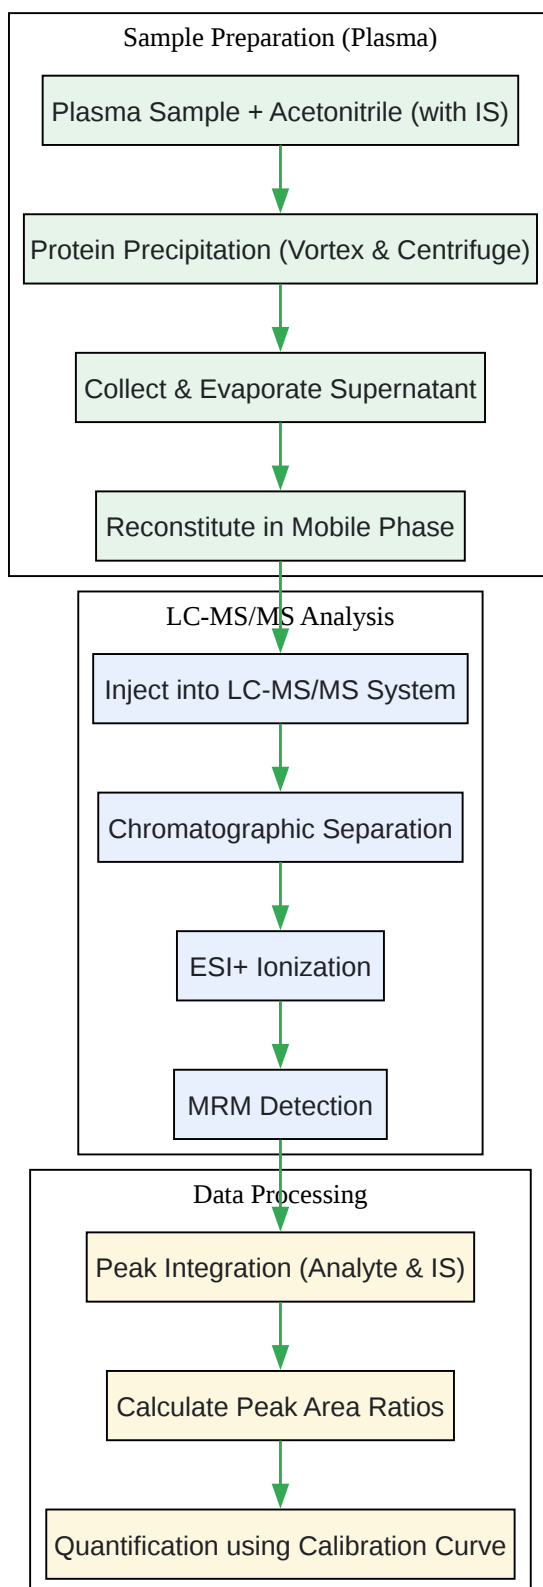 Sample Preparation (Plasma)
Plasma Sample + Acetonitrile (with IS)
Protein Precipitation (Vortex & Centrifuge)
Collect & Evaporate Supernatant
Reconstitute in Mobile Phase
LC-MS/MS Analysis
Inject into LC-MS/MS System
Chromatographic Separation
ESI+ Ionization
MRM Detection
Data Processing
Peak Integration (Analyte & IS)
Calculate Peak Area Ratios
Quantification using Calibration Curve